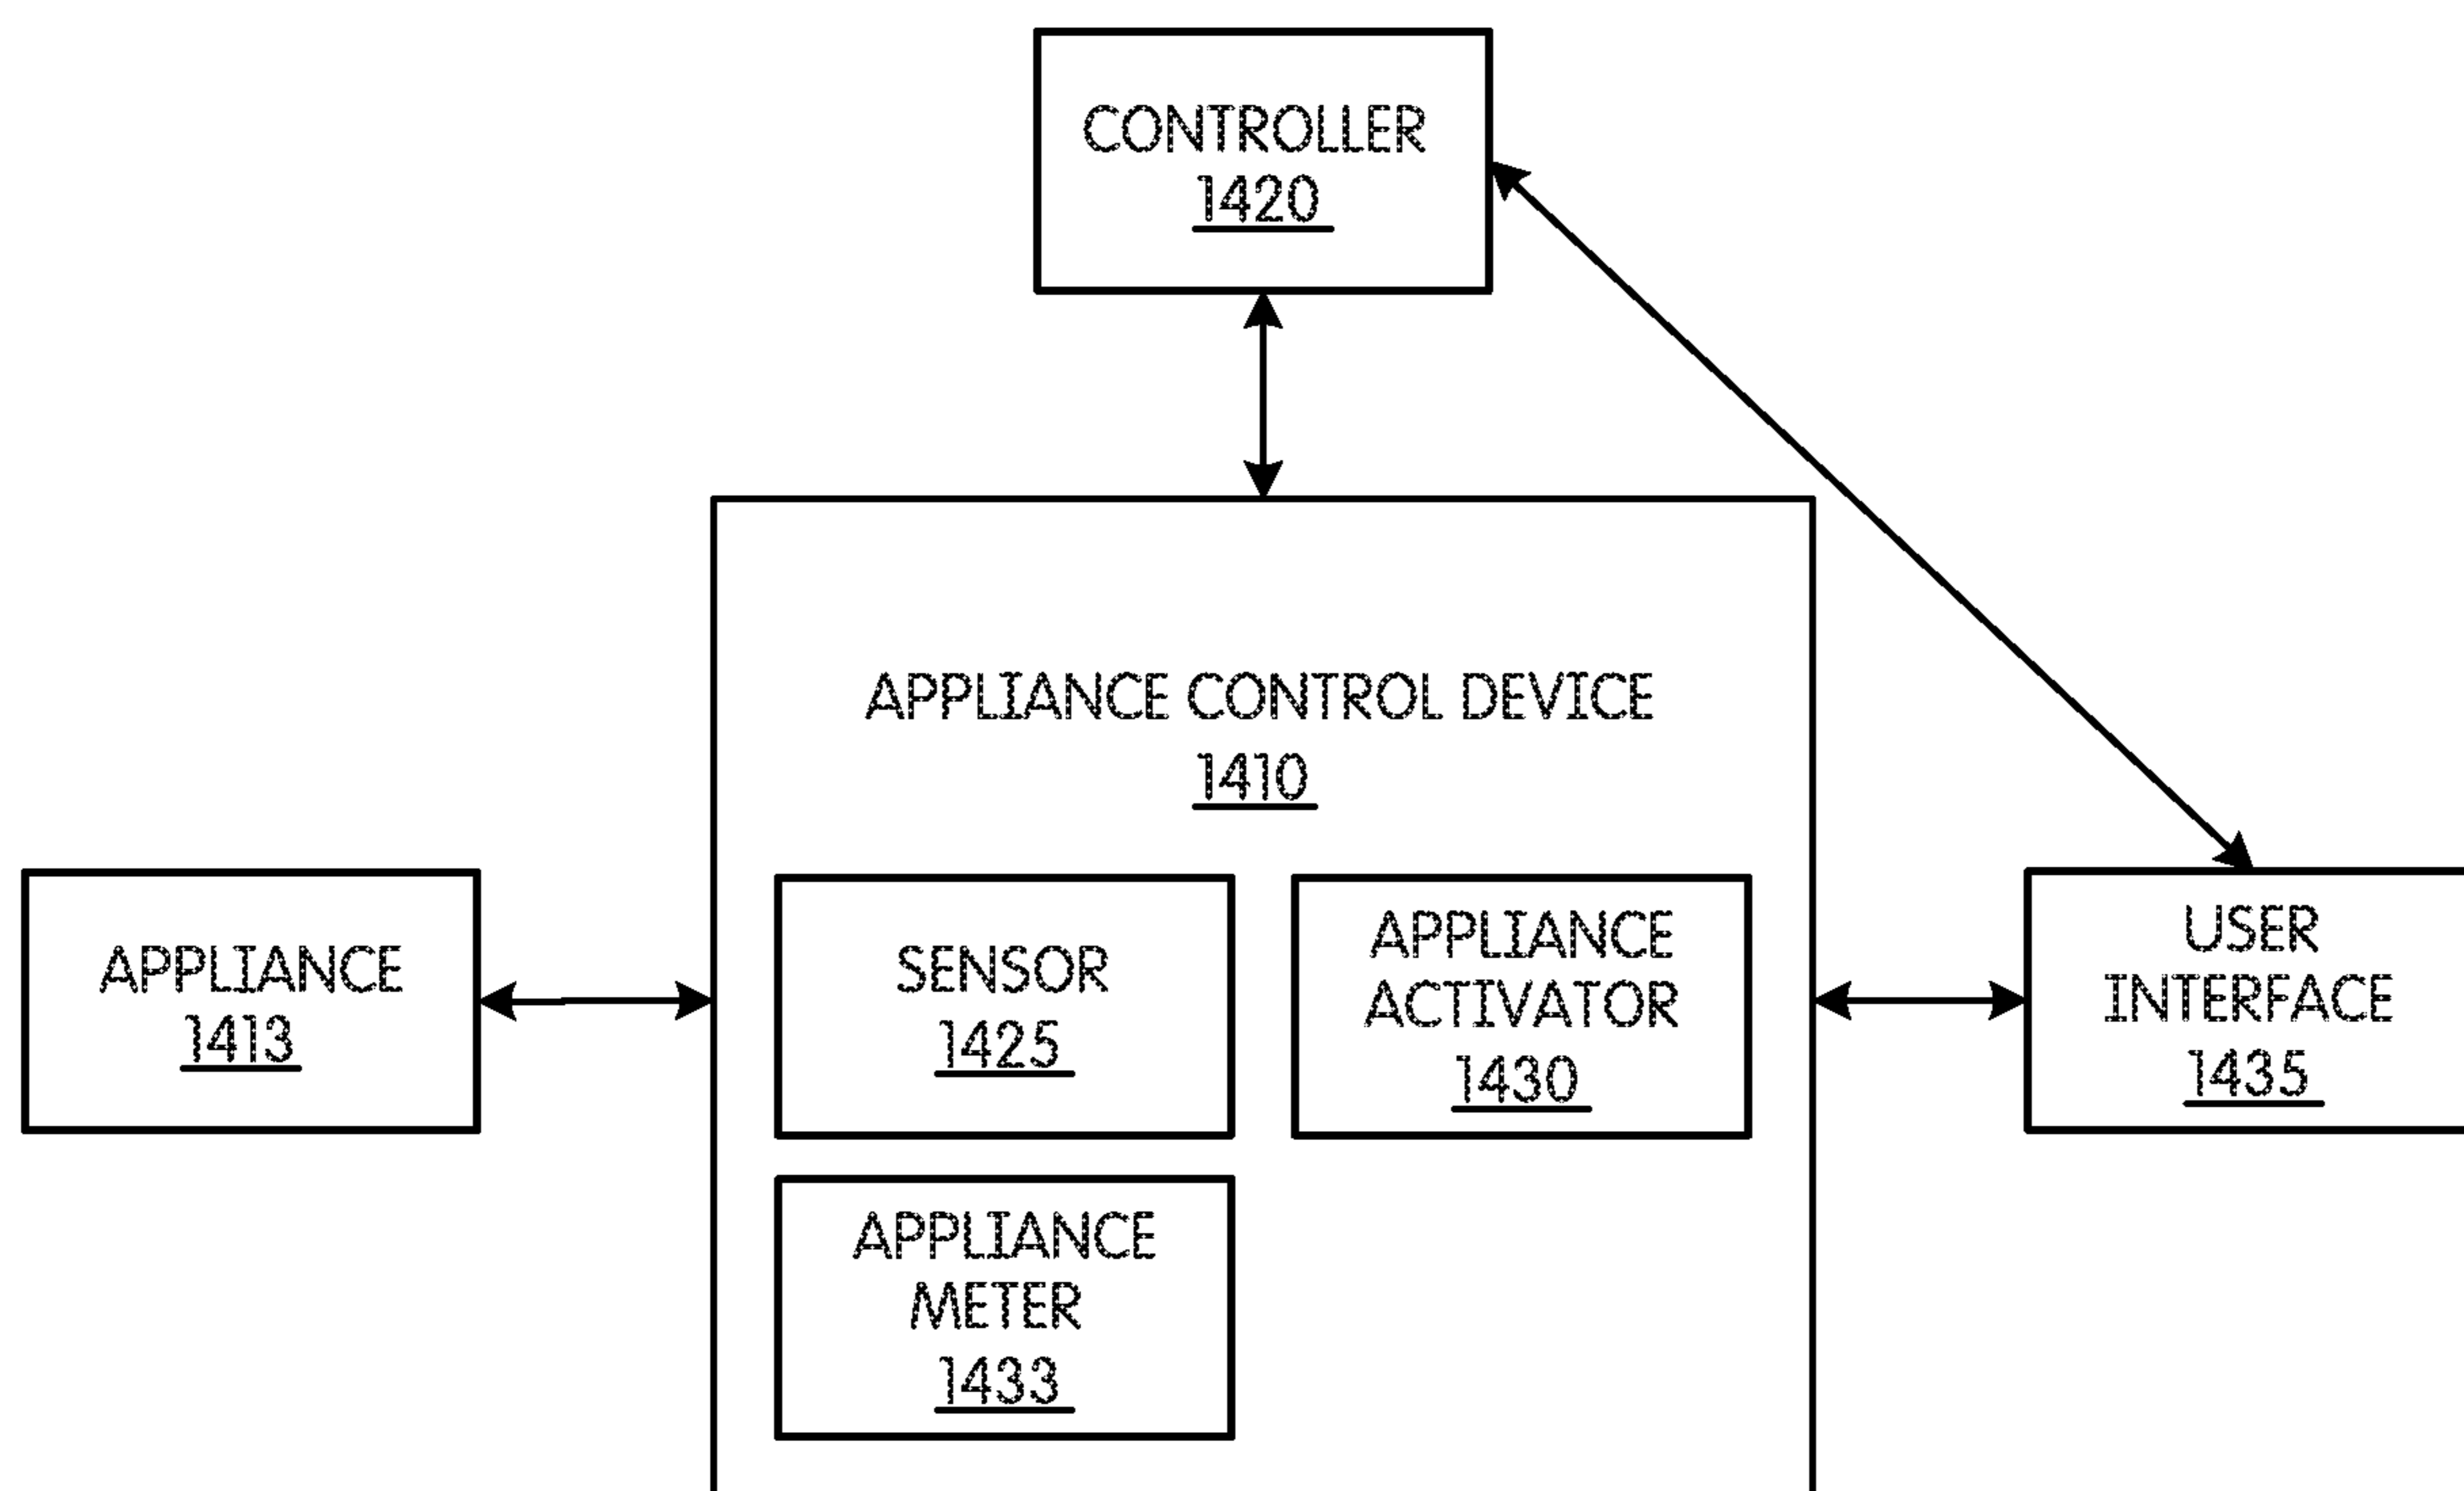 CONTROLLER
1420
APPLIANCE CONTROL DEVICE
1410
APPLIANCE
1413
SENSOR
1425
APPLIANCE
ACTIVATOR
1430
USER
INTERFACE
1435
APPLIANCE
METER
1433